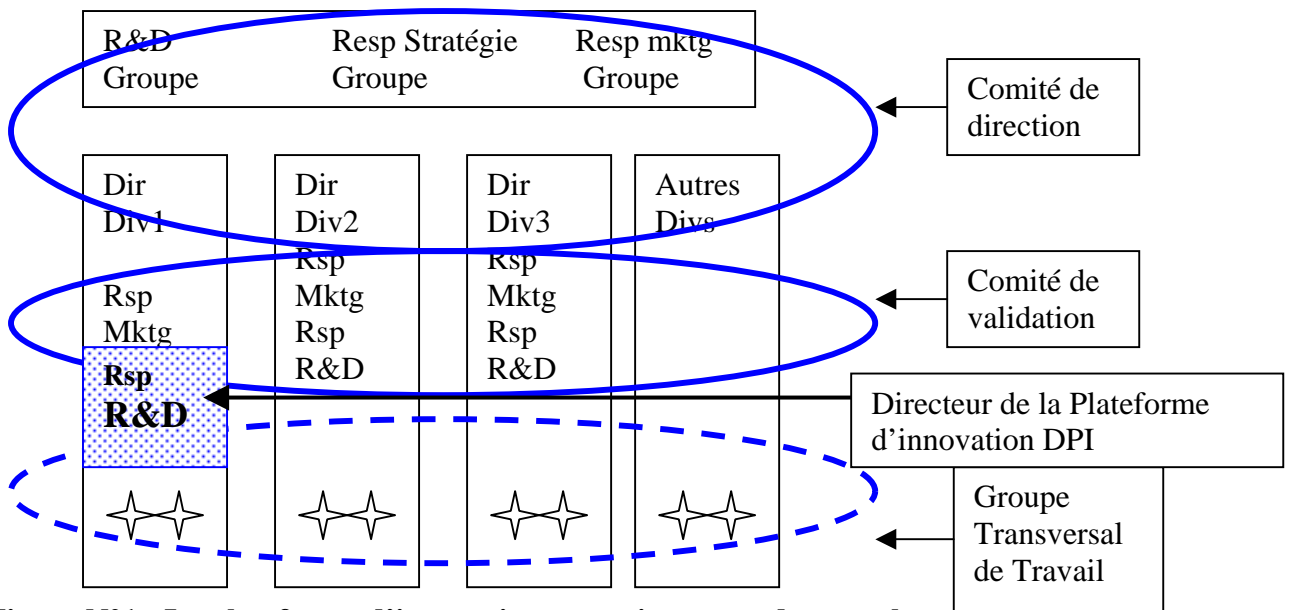 R&D Resp Stratégie Resp mktg
Groupe Groupe Groupe
Comité de
direction
Dir
Div1
Rsp
Mktg
Rsp
R&D
Dir
Div2
Rsp
Mktg
Rsp
R&D
Dir
Div3
Rsp
Mktg
Rsp
R&D
Autres
Divs
Comité de
validation
Directeur de la Plateforme
d'innovation DPI
Groupe
Transversal
de Travail